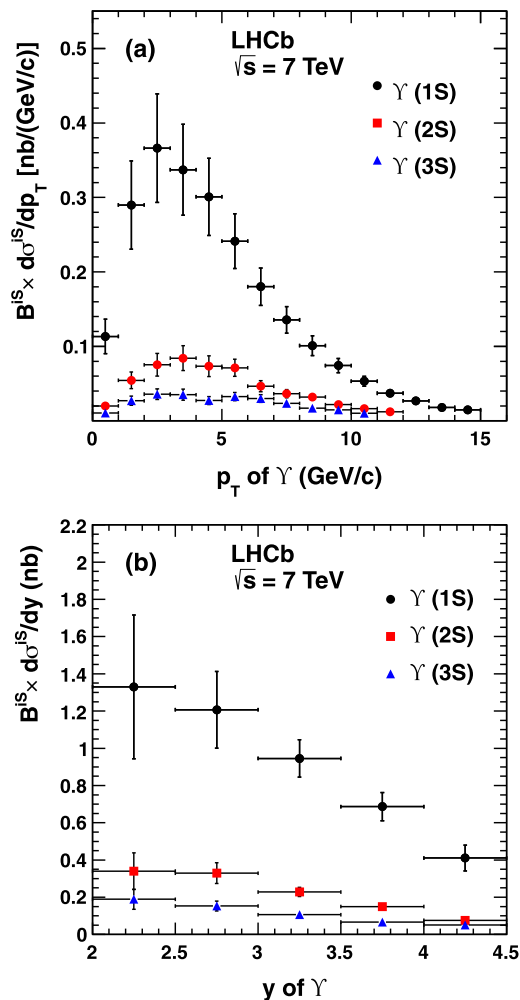 (a)
LHCb
√s = 7 TeV
ϒ (1S)
ϒ (2S)
ϒ (3S)
B^iS × dσ^iS/dp_T [nb/(GeV/c)]
0.5
0.4
0.3
0.2
0.1
0 5 10 15
p_T of ϒ (GeV/c)
(b)
LHCb
√s = 7 TeV
ϒ (1S)
ϒ (2S)
ϒ (3S)
B^iS × dσ^iS/dy (nb)
2.2
2
1.8
1.6
1.4
1.2
1
0.8
0.6
0.4
0.2
0
2 2.5 3 3.5 4 4.5
y of ϒ